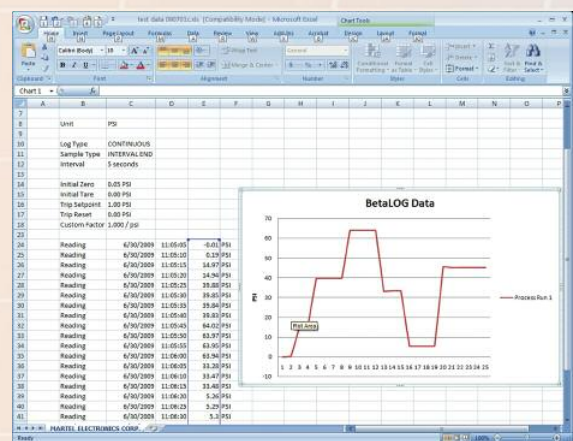 test data 080703c.xls [Compatibility Mode] - Microsoft Excel
Chart Tools
Home Insert Page Layout Formulas Data Review View Add-Ins Acrobat Design Layout Format
Calibri (Body) 10
Wrap Text
General
Insert
Paste
B I U
Merge & Center
$ % ,
Conditional Formatting Format as Table Cell Styles
Delete
Format
Sort & Filter Find & Select
Clipboard Font Alignment Number Styles Cells Editing
Chart 1
A B C D E F G H I J K L M N O P
7
8 Unit PSI
9
10 Log Type CONTINUOUS
11 Sample Type INTERVAL END
12 Interval 5 seconds
13
14 Initial Zero 0.05 PSI
15 Initial Tare 0.00 PSI
16 Trip Setpoint 1.00 PSI
17 Trip Reset 0.00 PSI
18 Custom Factor 1.000 / psi
24 Reading 6/30/2009 11:05:05 -0.01 PSI
25 Reading 6/30/2009 11:05:10 0.19 PSI
26 Reading 6/30/2009 11:05:15 14.97 PSI
27 Reading 6/30/2009 11:05:20 14.94 PSI
28 Reading 6/30/2009 11:05:25 39.88 PSI
29 Reading 6/30/2009 11:05:30 39.85 PSI
30 Reading 6/30/2009 11:05:35 39.84 PSI
31 Reading 6/30/2009 11:05:40 39.83 PSI
32 Reading 6/30/2009 11:05:45 64.02 PSI
33 Reading 6/30/2009 11:05:50 63.97 PSI
34 Reading 6/30/2009 11:05:55 63.95 PSI
35 Reading 6/30/2009 11:06:00 63.94 PSI
36 Reading 6/30/2009 11:06:05 33.28 PSI
37 Reading 6/30/2009 11:06:10 33.47 PSI
38 Reading 6/30/2009 11:06:15 33.48 PSI
39 Reading 6/30/2009 11:06:20 5.26 PSI
40 Reading 6/30/2009 11:06:25 5.29 PSI
41 Reading 6/30/2009 11:06:30 5.3 PSI
BetaLOG Data
70
60
50
40
30
20
10
0
-10
PSI
Plot Area
Process Run 1
1 2 3 4 5 6 7 8 9 10 11 12 13 14 15 16 17 18 19 20 21 22 23 24 25
MARTEL ELECTRONICS CORP.
Ready
100%